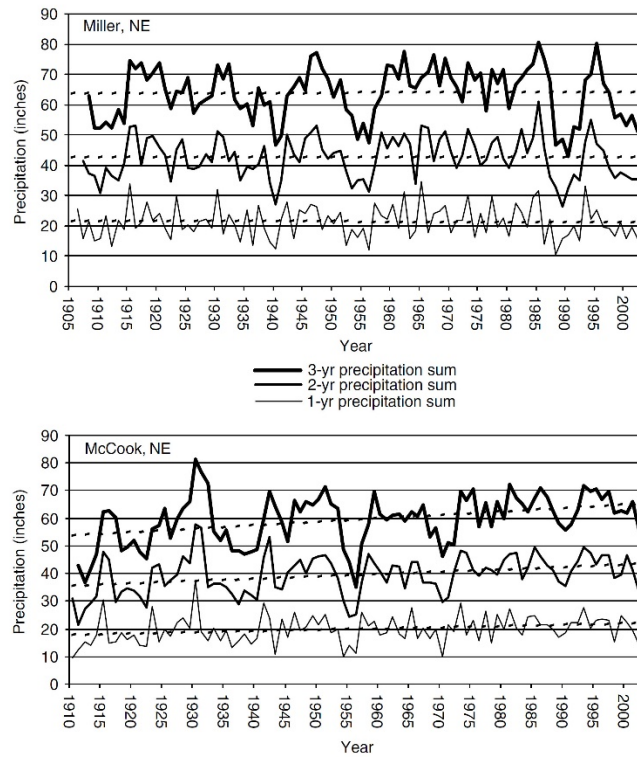 Miller, NE
Precipitation (inches)
90
80
70
60
50
40
30
20
10
0
1905 1910 1915 1920 1925 1930 1935 1940 1945 1950 1955 1960 1965 1970 1975 1980 1985 1990 1995 2000
Year
3-yr precipitation sum
2-yr precipitation sum
1-yr precipitation sum
McCook, NE
Precipitation (inches)
90
80
70
60
50
40
30
20
10
0
1910 1915 1920 1925 1930 1935 1940 1945 1950 1955 1960 1965 1970 1975 1980 1985 1990 1995 2000
Year